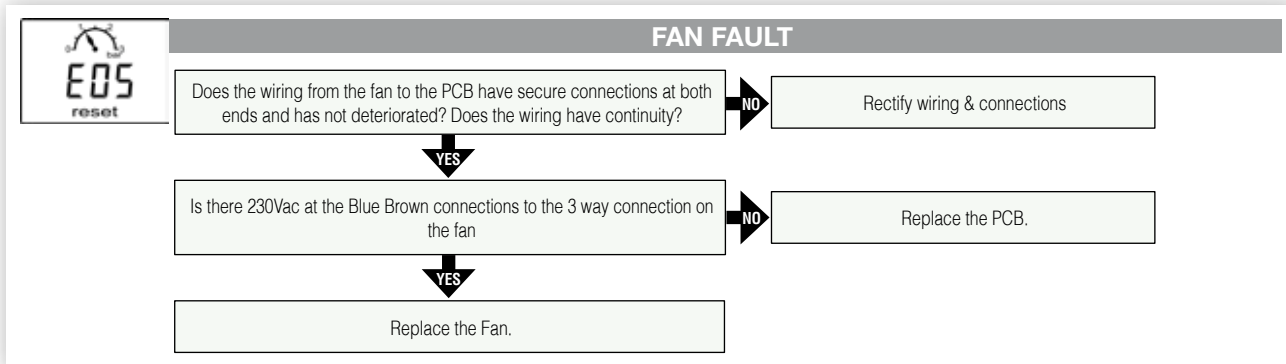 FAN FAULT
bar
E05
reset
Does the wiring from the fan to the PCB have secure connections at both
ends and has not deteriorated? Does the wiring have continuity?
NO
Rectify wiring & connections
YES
Is there 230Vac at the Blue Brown connections to the 3 way connection on
the fan
NO
Replace the PCB.
YES
Replace the Fan.